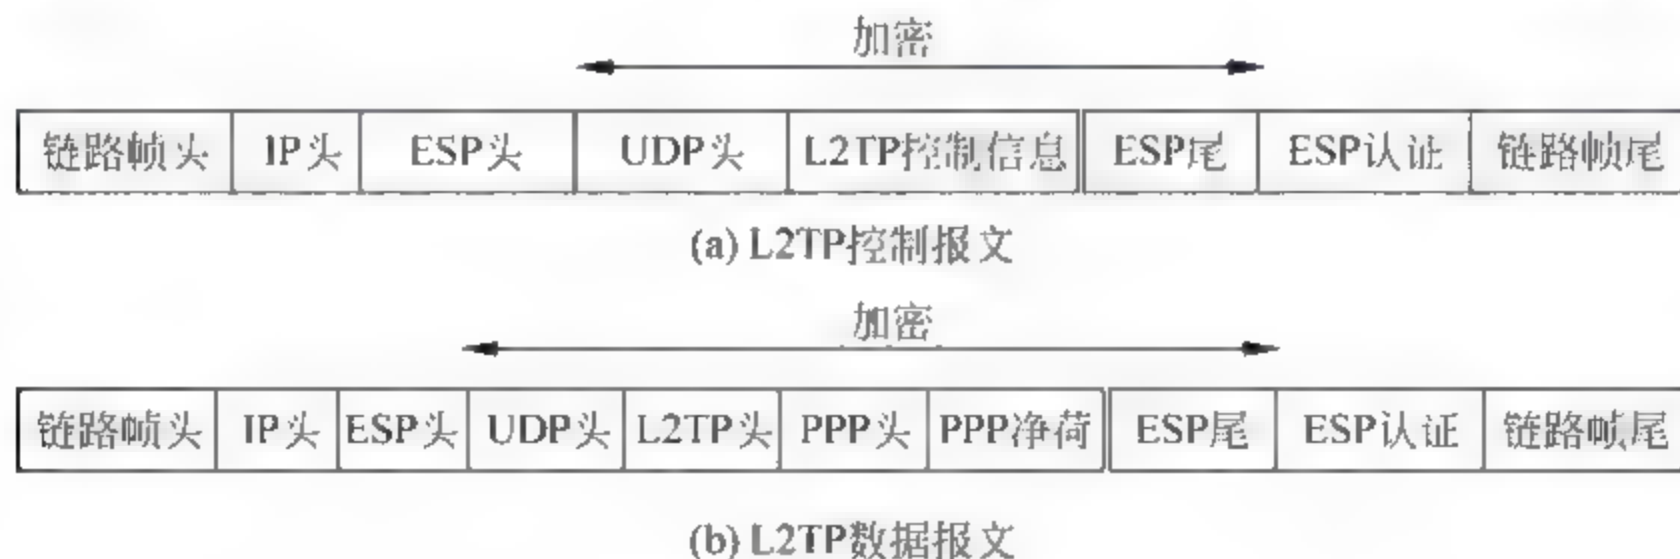 加密
链路帧头 IP头 ESP头 UDP头 L2TP控制信息 ESP尾 ESP认证 链路帧尾
(a) L2TP控制报文
加密
链路帧头 IP头 ESP头 UDP头 L2TP头 PPP头 PPP净荷 ESP尾 ESP认证 链路帧尾
(b) L2TP数据报文